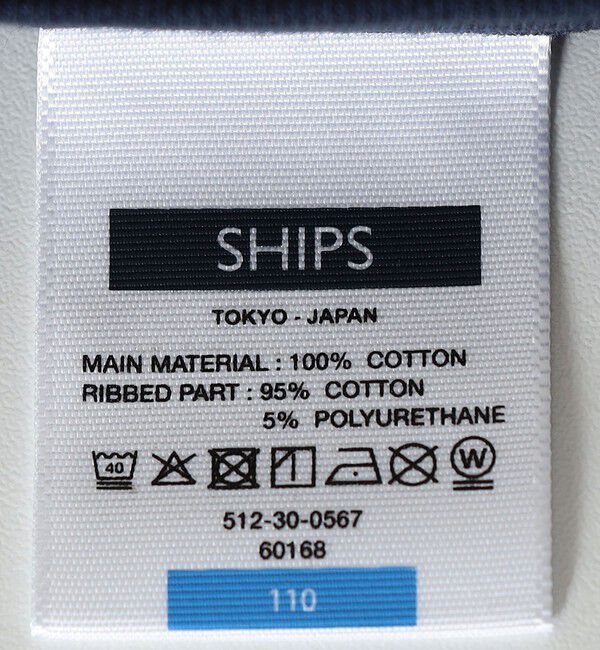 SHIPS
TOKYO - JAPAN
MAIN MATERIAL : 100% COTTON
RIBBED PART : 95% COTTON
5% POLYURETHANE
40 W
512-30-0567
60168
110